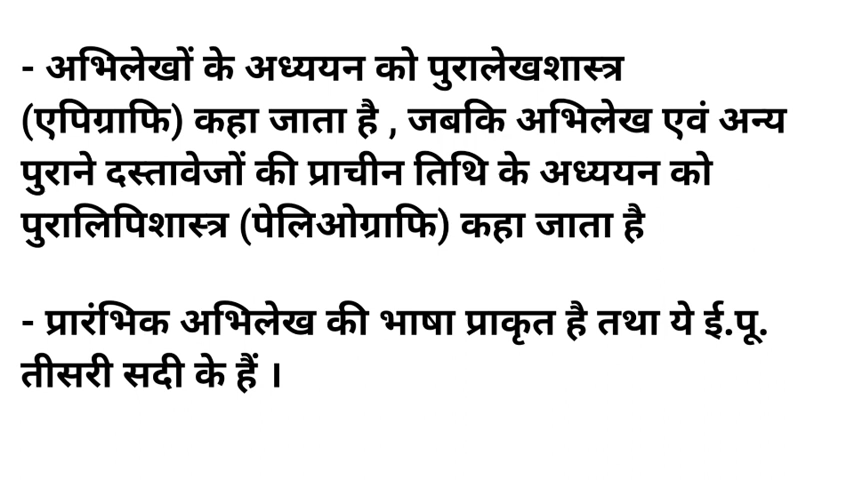 - अभिलेखों के अध्ययन को पुरालेखशास्त्र
(एपिग्राफि) कहा जाता है , जबकि अभिलेख एवं अन्य
पुराने दस्तावेजों की प्राचीन तिथि के अध्ययन को
पुरालिपिशास्त्र (पेलिओग्राफि) कहा जाता है
- प्रारंभिक अभिलेख की भाषा प्राकृत है तथा ये ई.पू.
तीसरी सदी के हैं ।